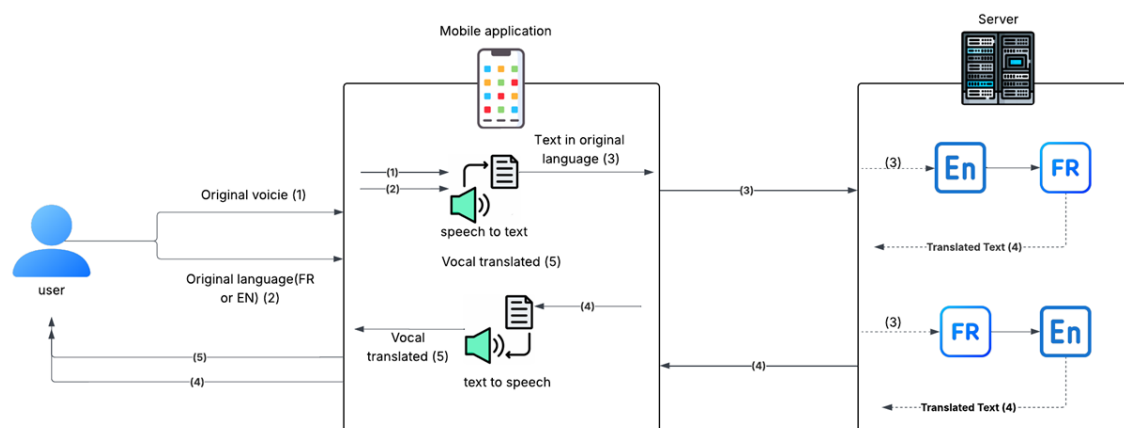 Server
Mobile application
Text in original
language (3)
(1)
(2)
(3)
En
FR
Original voicie (1)
(3)
speech to text
Translated Text (4)
Vocal translated (5)
user
Original language(FR
or EN) (2)
(4)
(3)
FR
En
Vocal
translated (5)
(5)
(4)
(4)
text to speech
Translated Text (4)